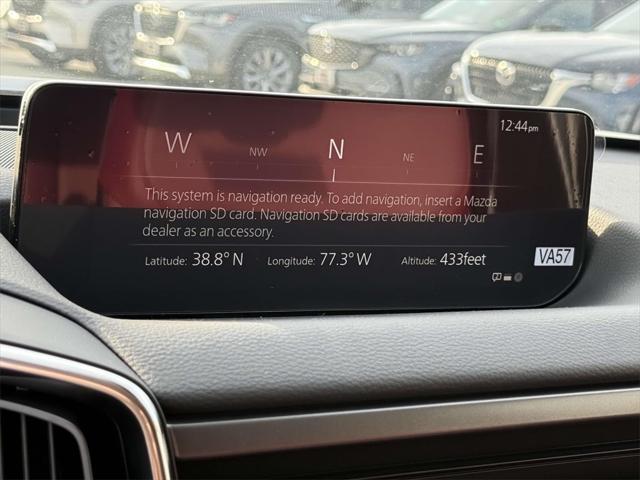 12:44pm
W NW N NE E
This system is navigation ready. To add navigation, insert a Mazda
navigation SD card. Navigation SD cards are available from your
dealer as an accessory.
Latitude: 38.8° N Longitude: 77.3° W Altitude: 433feet
VA57